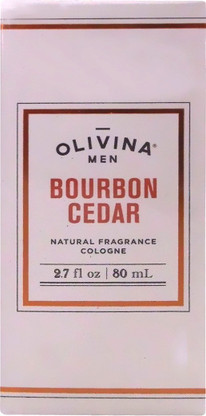 OLIVINA®
MEN
BOURBON
CEDAR
NATURAL FRAGRANCE
COLOGNE
2.7 fl oz | 80 mL